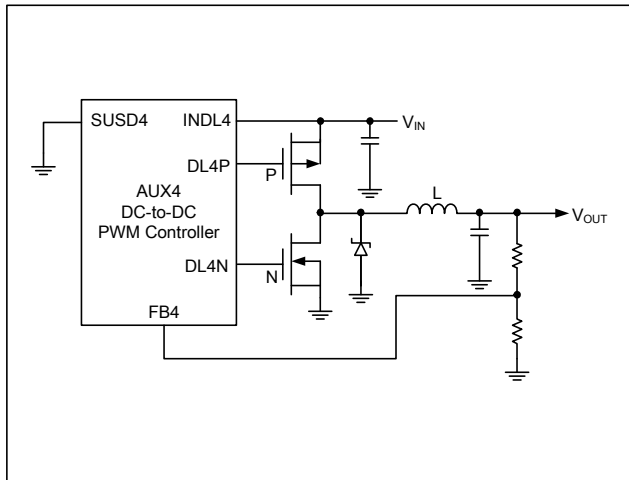 SUSD4
INDL4
V_IN
DL4P
P
AUX4
DC-to-DC
PWM Controller
L
V_OUT
DL4N
N
FB4